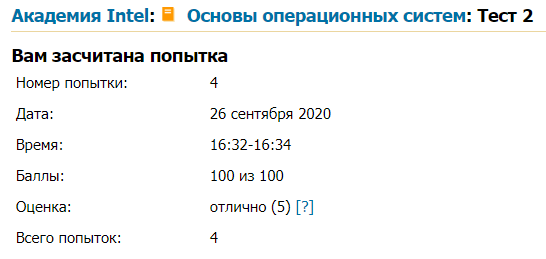 Академия Intel: Основы операционных систем: Тест 2
Вам засчитана попытка
Номер попытки: 4
Дата: 26 сентября 2020
Время: 16:32-16:34
Баллы: 100 из 100
Оценка: отлично (5) [?]
Всего попыток: 4